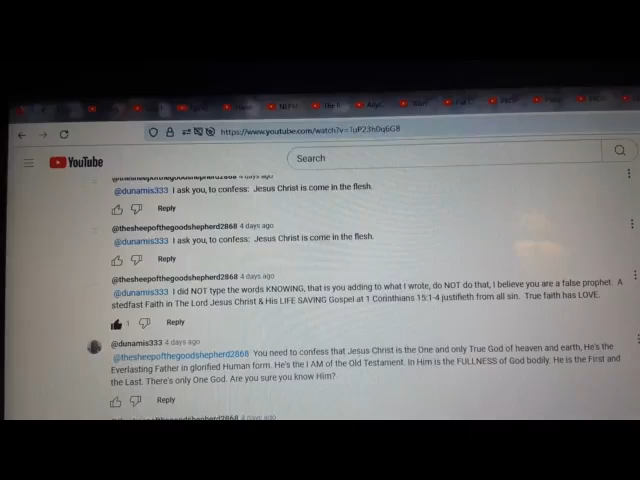 https://www.youtube.com/watch?v=1uP23h0q6G8
YouTube
Search
@thesheepofthegoodshepherd2868 4 days ago
@dunamis333 I ask you, to confess: Jesus Christ is come in the flesh.
Reply
@thesheepofthegoodshepherd2868 4 days ago
@dunamis333 I ask you, to confess: Jesus Christ is come in the flesh.
Reply
@thesheepofthegoodshepherd2868 4 days ago
@dunamis333 I did NOT type the words KNOWING, that is you adding to what I wrote, do NOT do that, I believe you are a false prophet. A
stedfast Faith in The Lord Jesus Christ & His LIFE SAVING Gospel at 1 Corinthians 15:1-4 justifieth from all sin. True faith has LOVE.
1 Reply
@dunamis333 4 days ago
@thesheepofthegoodshepherd2868 You need to confess that Jesus Christ is the One and only True God of heaven and earth, He's the
Everlasting Father in glorified Human form. He's the I AM of the Old Testament. In Him is the FULLNESS of God bodily. He is the First and
the Last. There's only One God. Are you sure you know Him?
Reply
@thesheepofthegoodshepherd2868 4 days ago